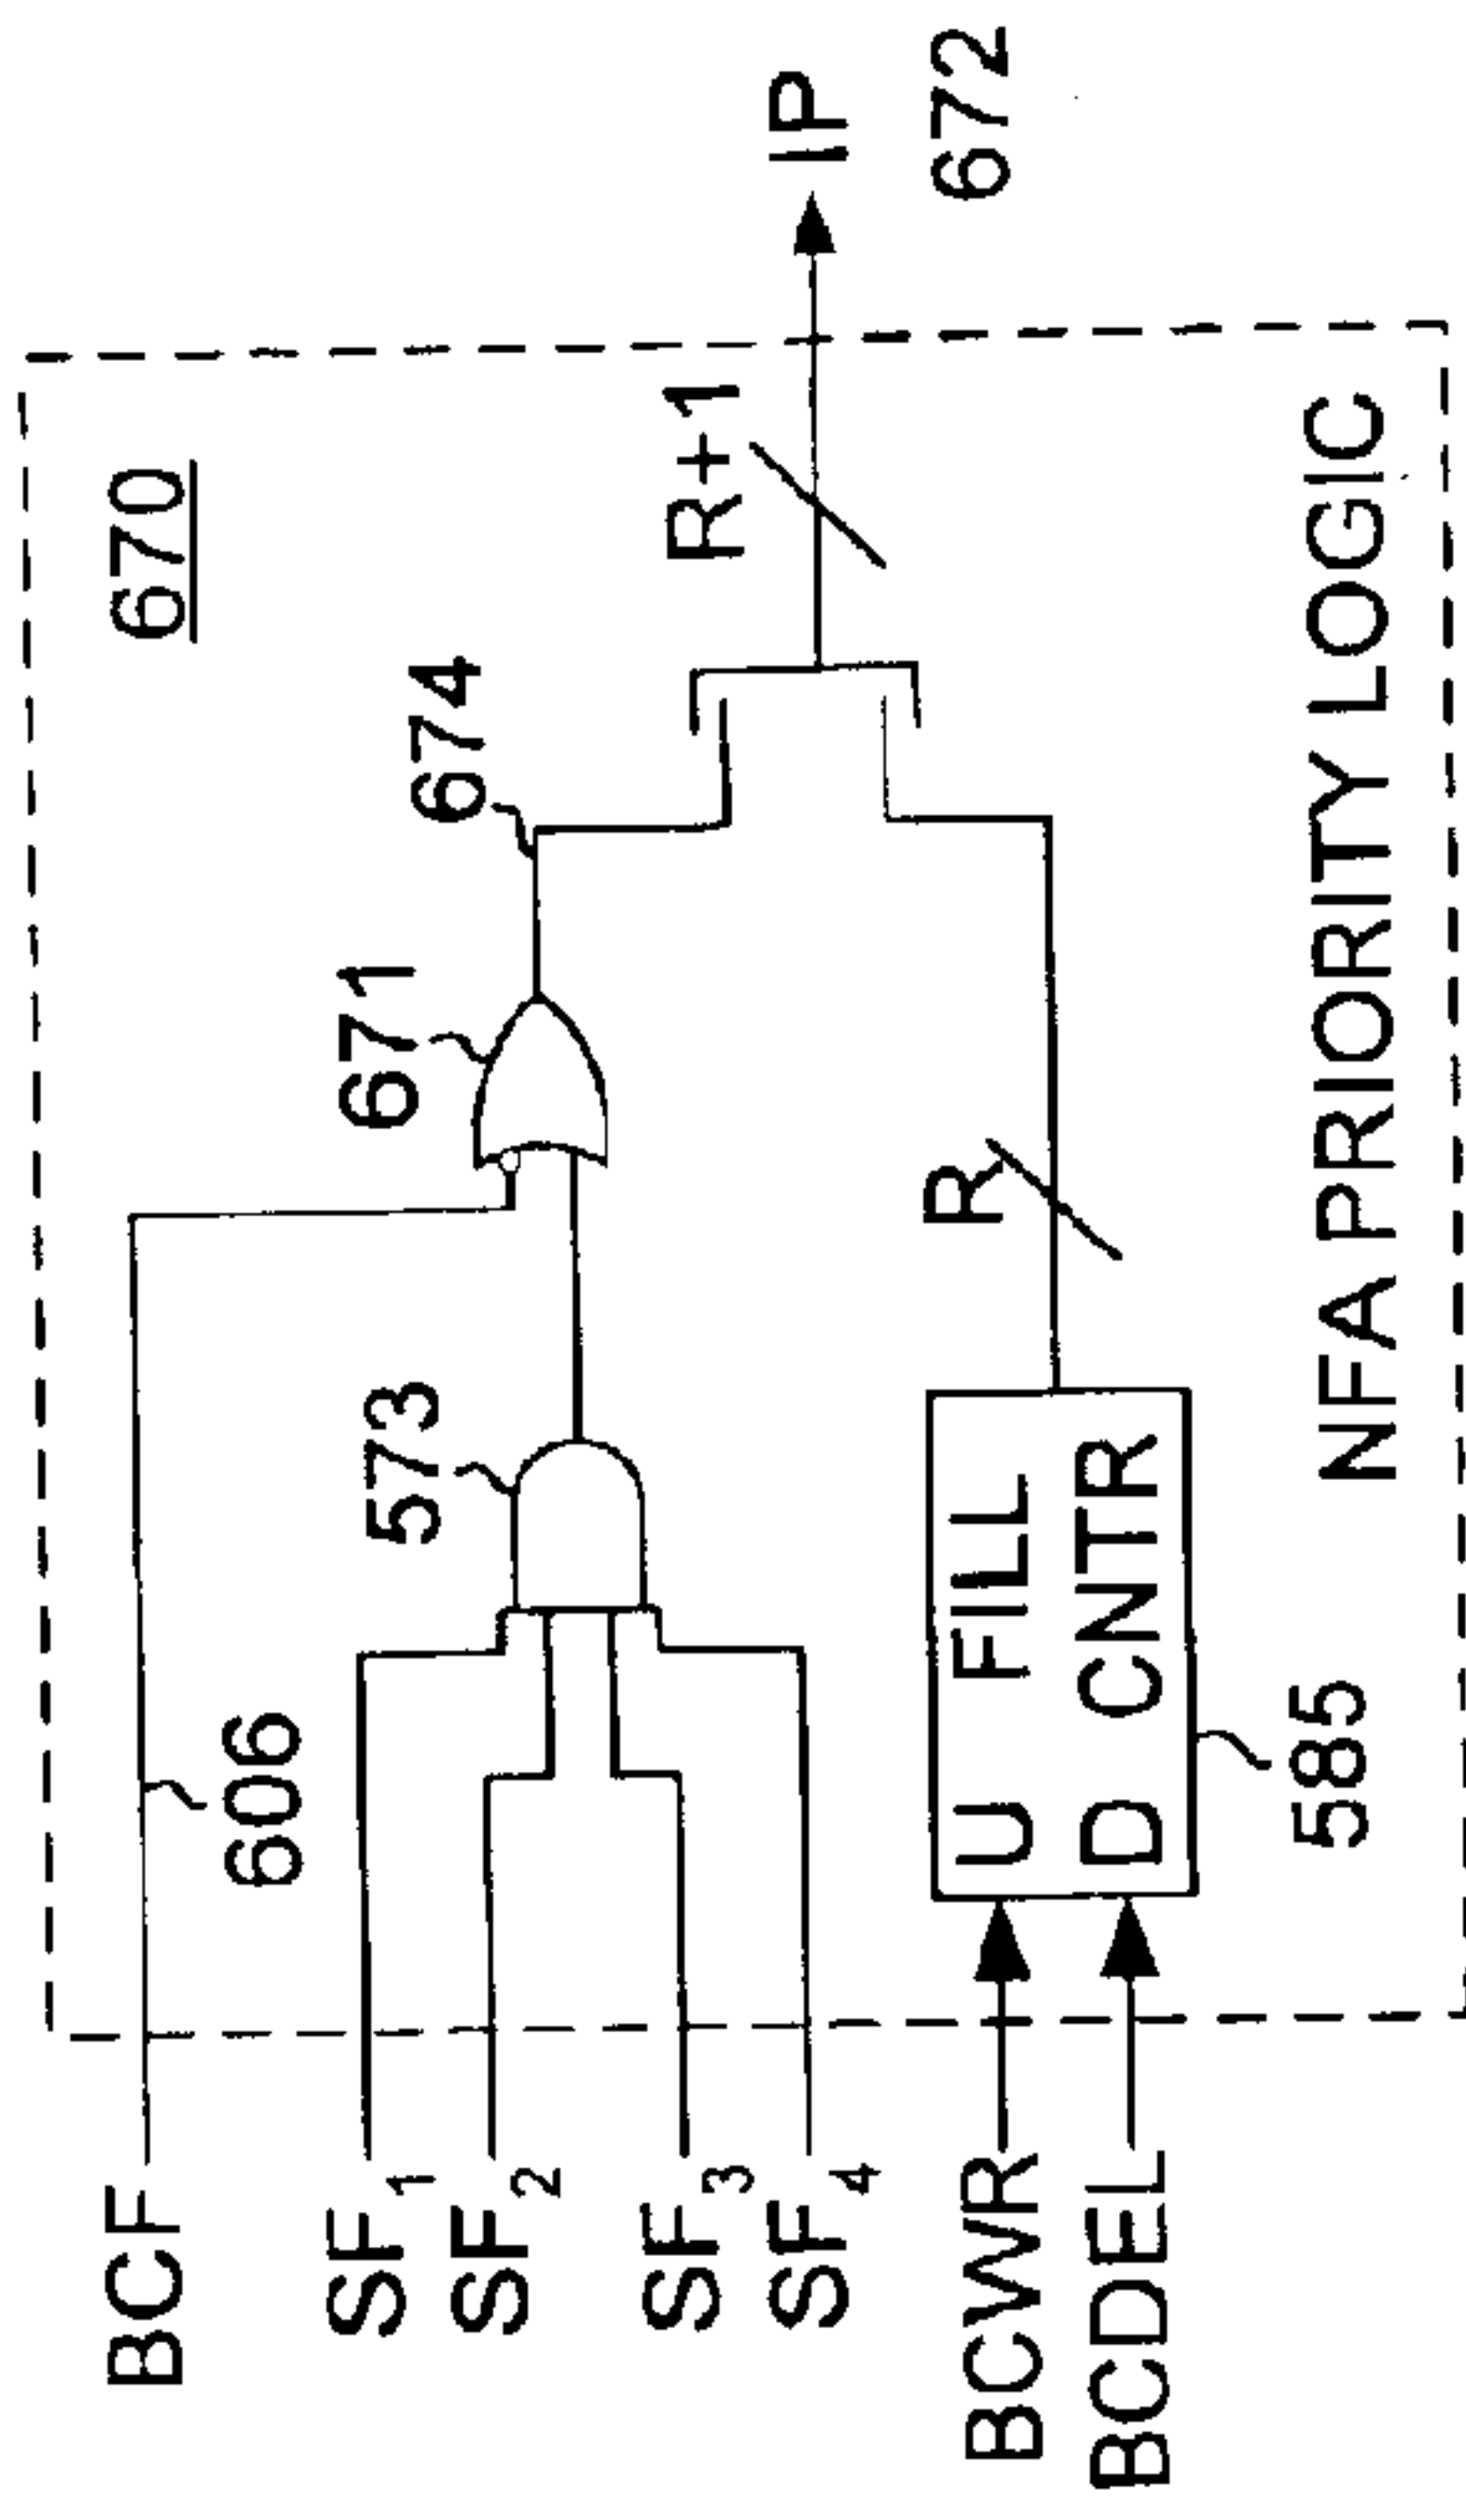 BCF
606
SF1
SF2
SF3
SF4
573
671
674
670
BCWR
BCDEL
U FILL
D CNTR
585
R
R+1
IP
672
NFA PRIORITY LOGIC